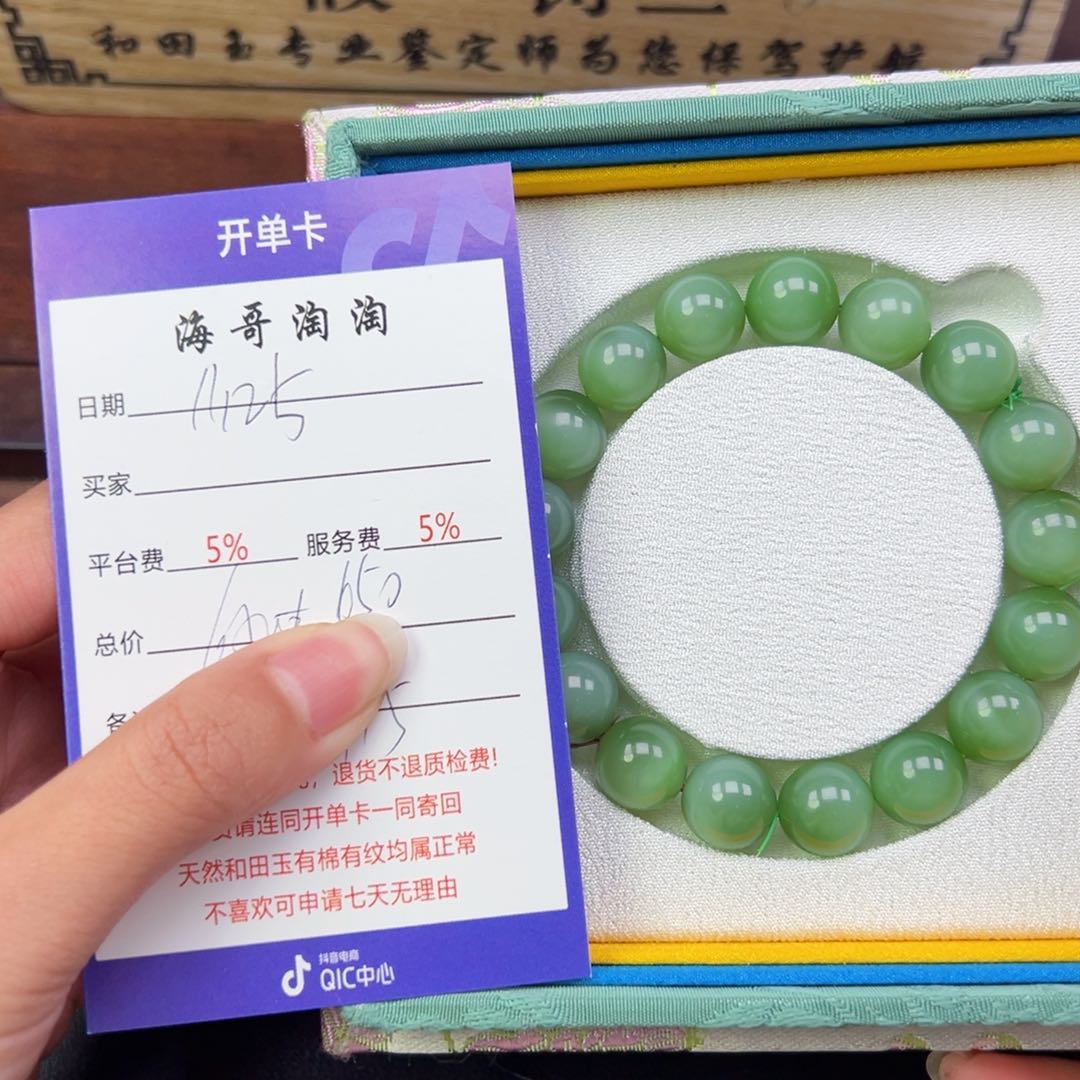 和田玉专业鉴定师为您保驾护航
开单卡
海哥淘淘
日期
买家
平台费 5% 服务费 5%
总价 650
退货不退质检费!
请连同开单卡一同寄回
天然和田玉有棉有纹均属正常
不喜欢可申请七天无理由
抖音电商
QIC中心